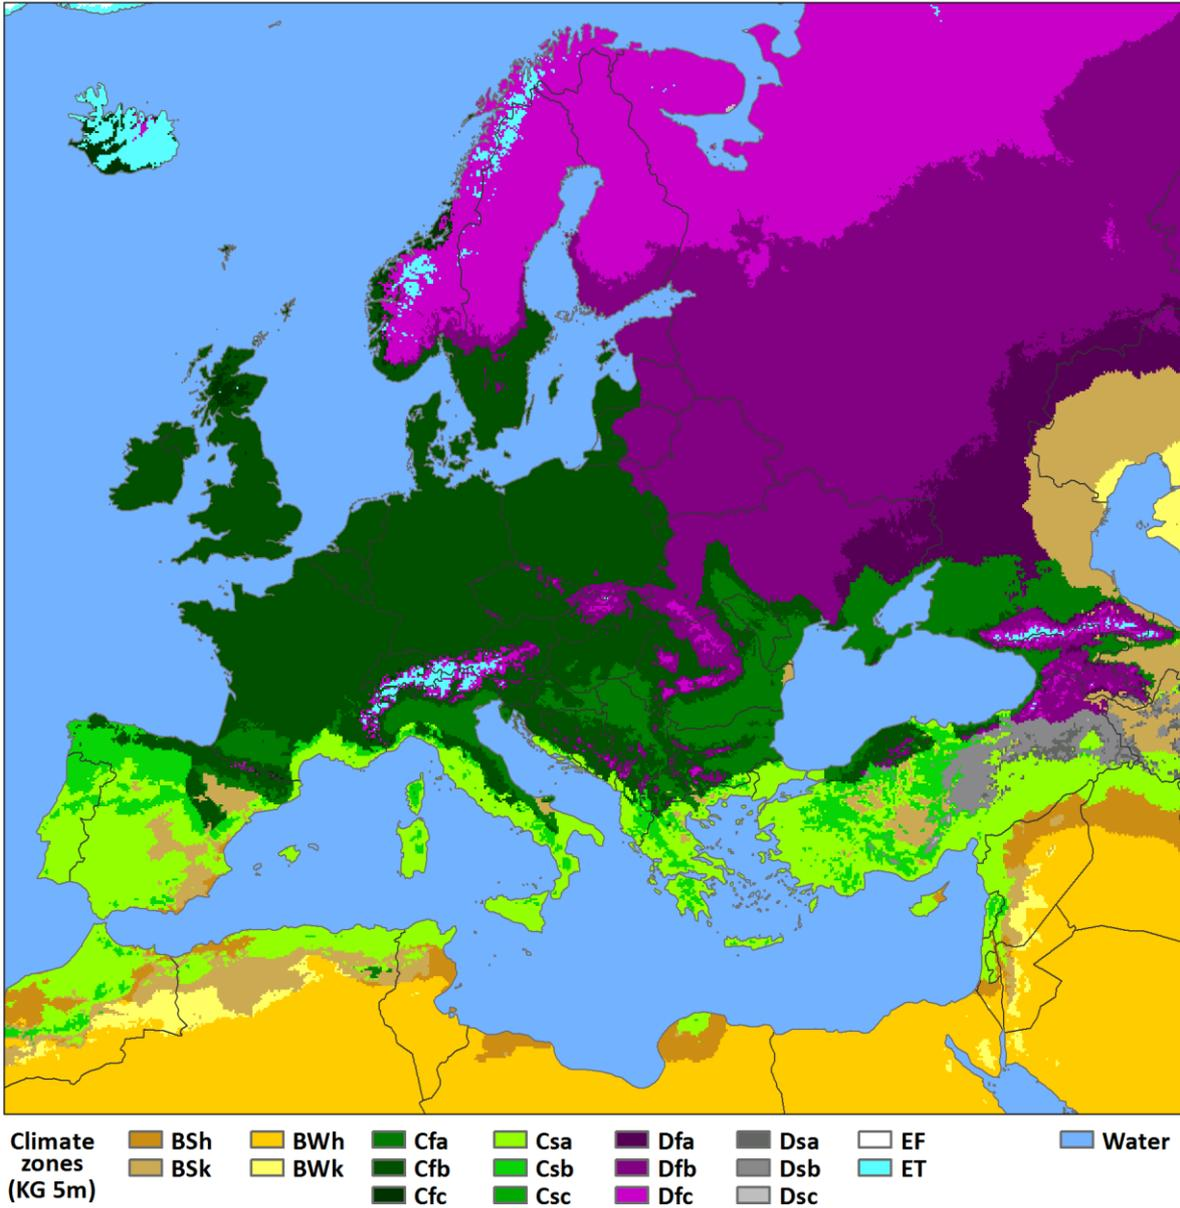 Climate
zones
(KG 5m)
BSh
BSk
BWh
BWk
Cfa
Cfb
Cfc
Csa
Csb
Csc
Dfa
Dfb
Dfc
Dsa
Dsb
Dsc
EF
ET
Water